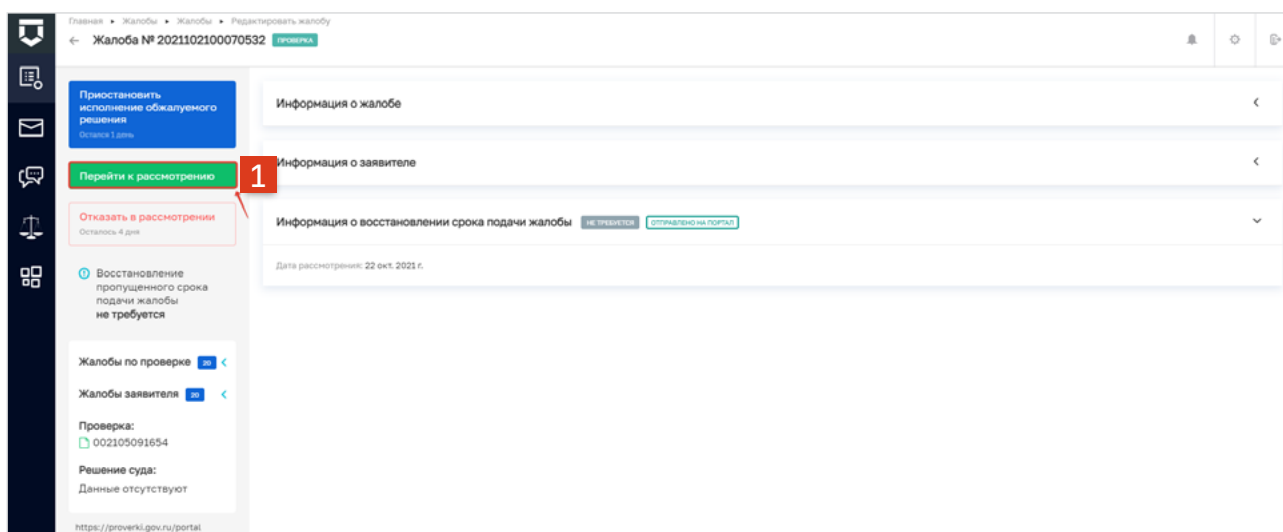 Главная ▸ Жалобы ▸ Жалобы ▸ Редактировать жалобу
← Жалоба № 2021102100070532 ПРОВЕРКА
Приостановить
исполнение обжалуемого
решения
Остался 1 день
Информация о жалобе
Перейти к рассмотрению
1
Информация о заявителе
Отказать в рассмотрении
Осталось 4 дня
Информация о восстановлении срока подачи жалобы НЕ ТРЕБУЕТСЯ ОТПРАВЛЕНО НА ПОРТАЛ
Дата рассмотрения: 22 окт. 2021 г.
Восстановление
пропущенного срока
подачи жалобы
не требуется
Жалобы по проверке 20
Жалобы заявителя 20
Проверка:
002105091654
Решение суда:
Данные отсутствуют
https://proverki.gov.ru/portal